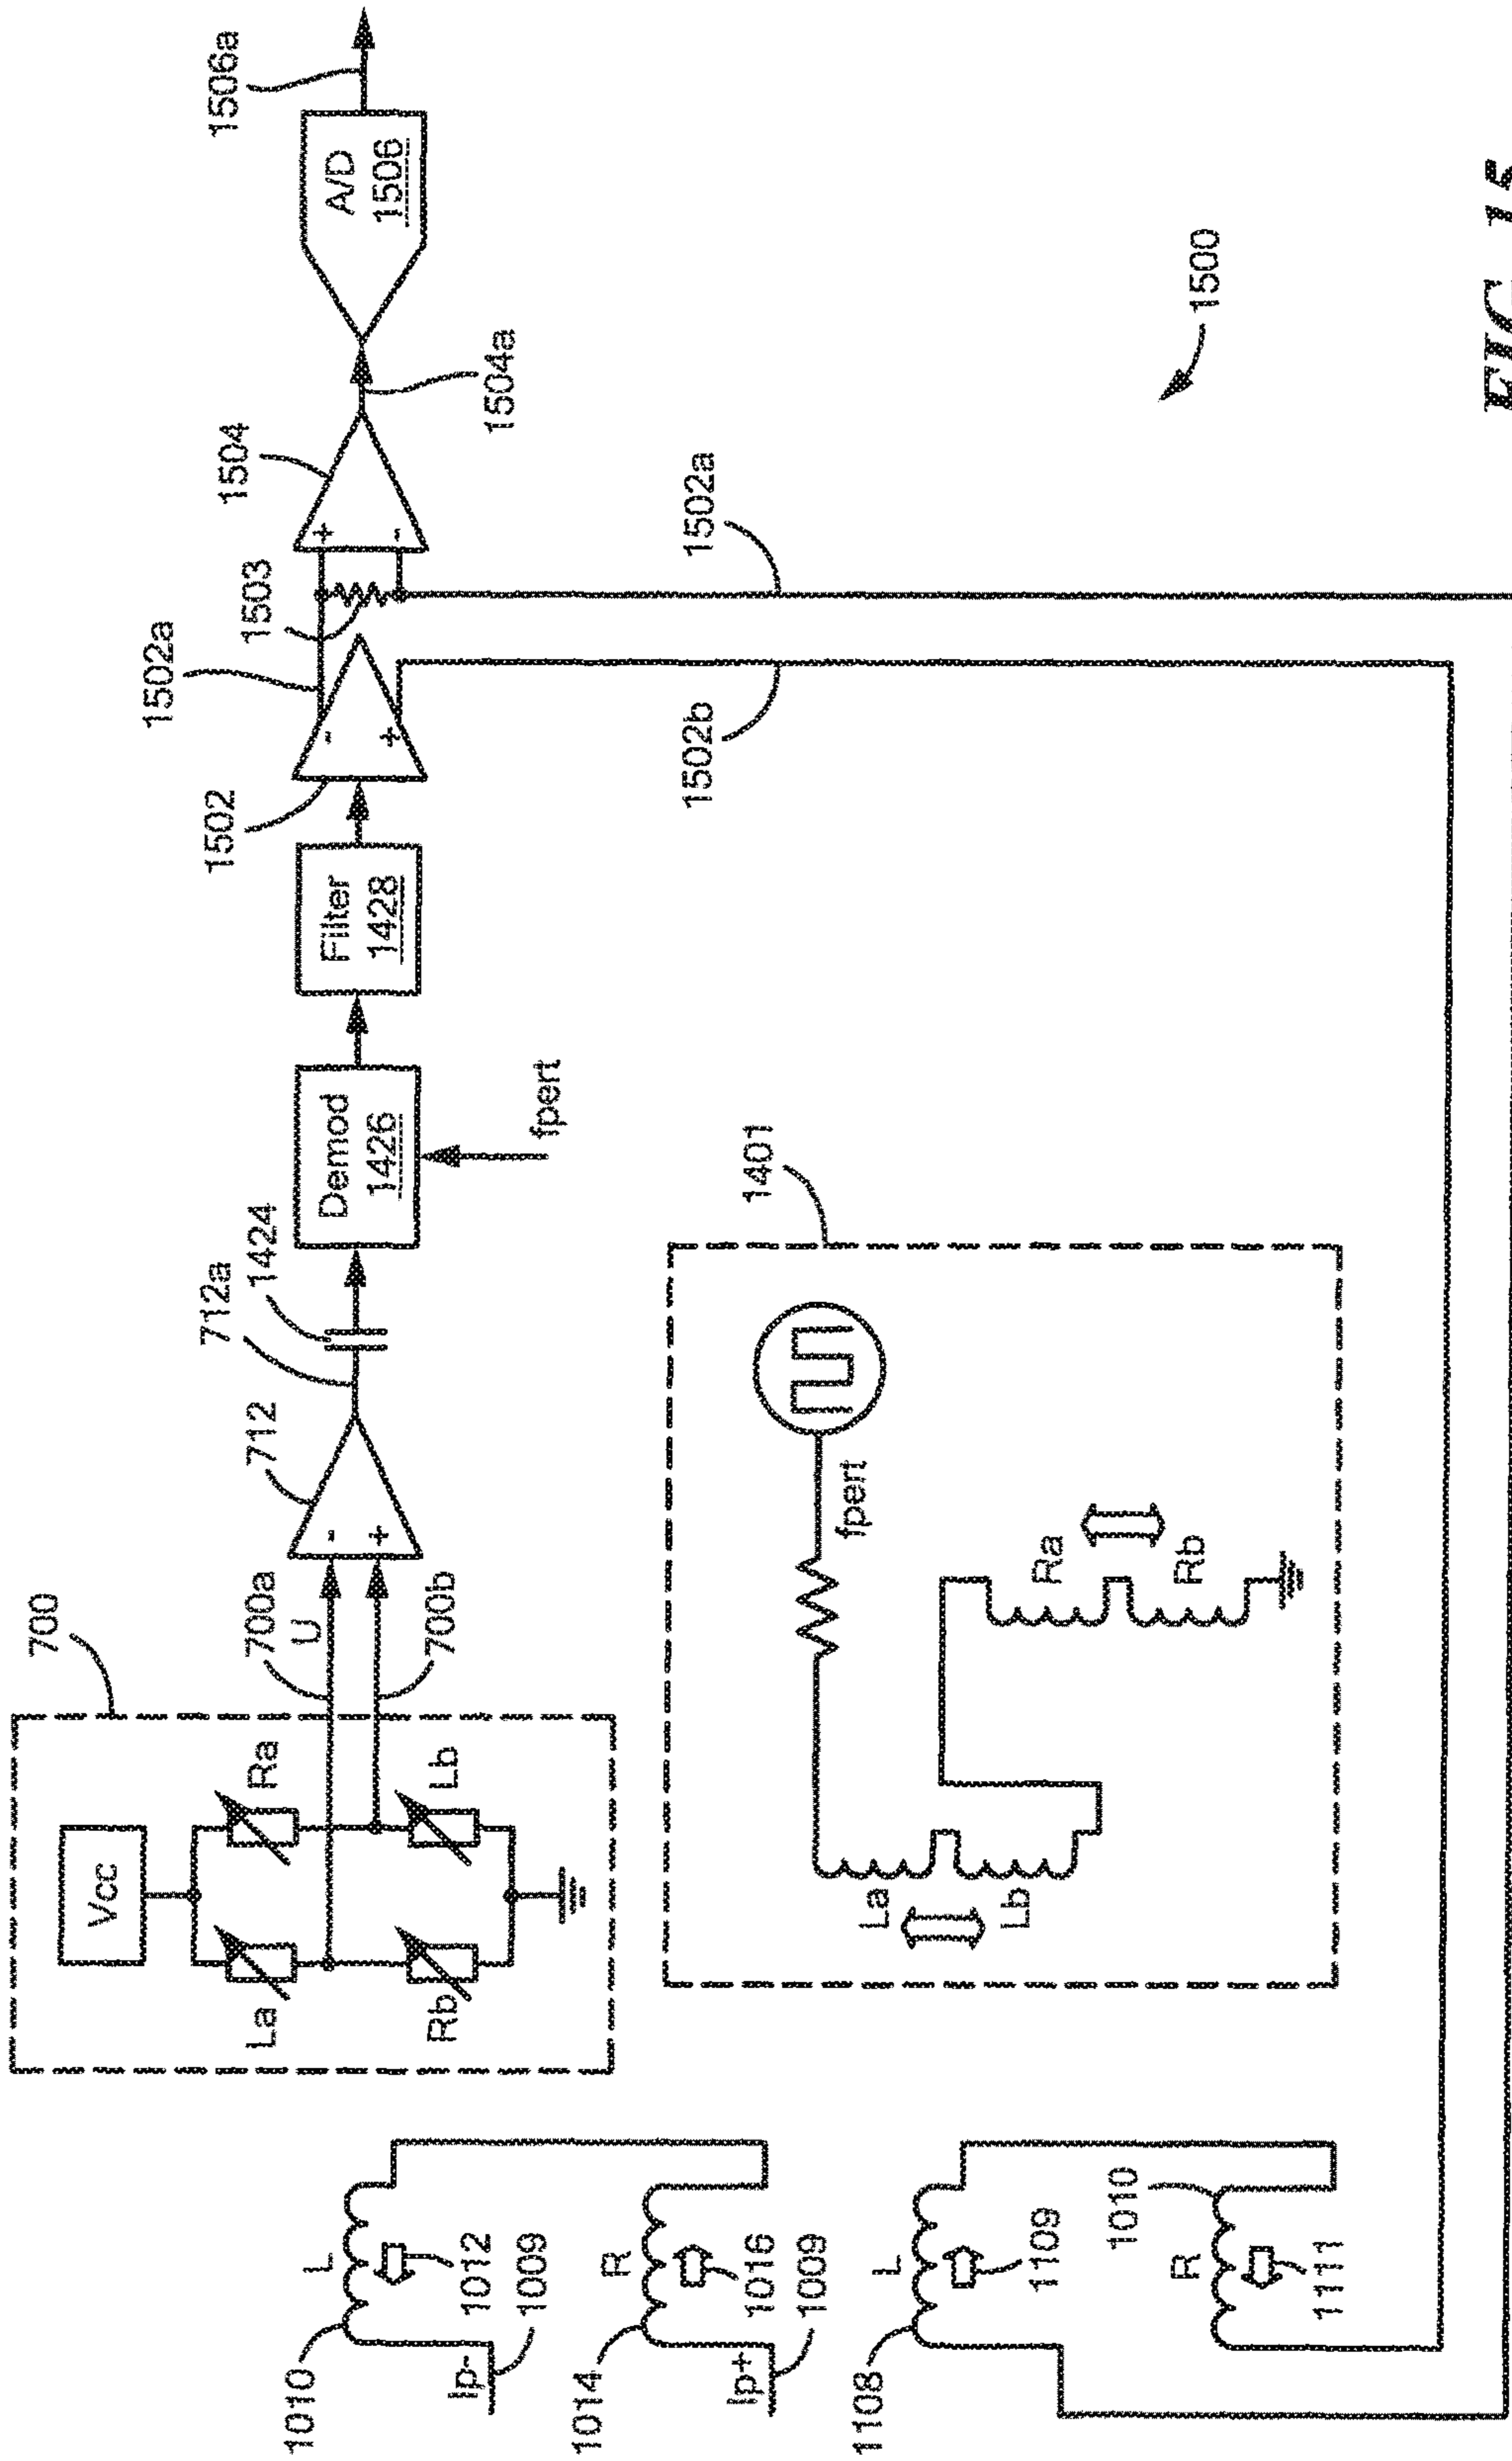 700
Vcc
La
Ra
Rb
Lb
700a
U
700b
712
-
+
712a
1424
Demod
1426
fpert
Filter
1428
1502
-
+
1502a
1503
1504
+
-
1504a
A/D
1506
1506a
1502b
1502a
1500
1401
fpert
La
Lb
Ra
Rb
1010
L
1012
Ip-
1009
1014
R
1016
Ip+
1009
1108
L
1109
R
1010
1111
FIG. 15